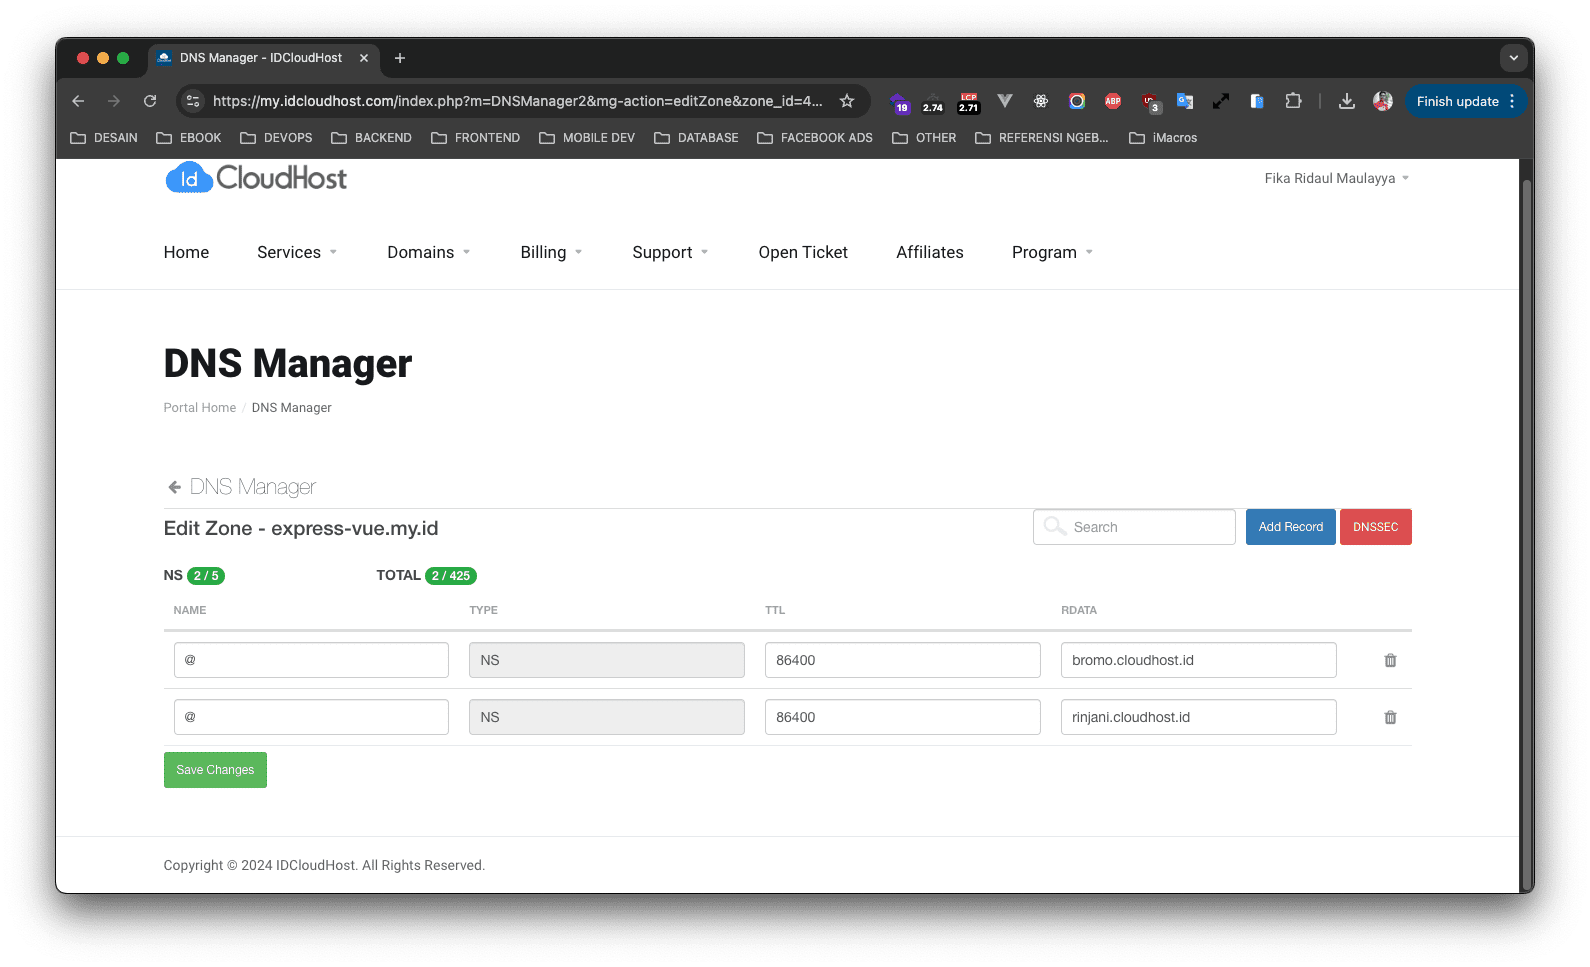 DNS Manager - IDCloudHost
https://my.idcloudhost.com/index.php?m=DNSManager2&mg-action=editZone&zone_id=4...
19 2.74 LCP 2.71 ABP 3
Finish update
DESAIN EBOOK DEVOPS BACKEND FRONTEND MOBILE DEV DATABASE FACEBOOK ADS OTHER REFERENSI NGEB... iMacros
Id CloudHost
Fika Ridaul Maulayya
Home Services Domains Billing Support Open Ticket Affiliates Program
DNS Manager
Portal Home / DNS Manager
DNS Manager
Edit Zone - express-vue.my.id
Search Add Record DNSSEC
NS 2 / 5 TOTAL 2 / 425
NAME TYPE TTL RDATA
@ NS 86400 bromo.cloudhost.id
@ NS 86400 rinjani.cloudhost.id
Save Changes
Copyright © 2024 IDCloudHost. All Rights Reserved.